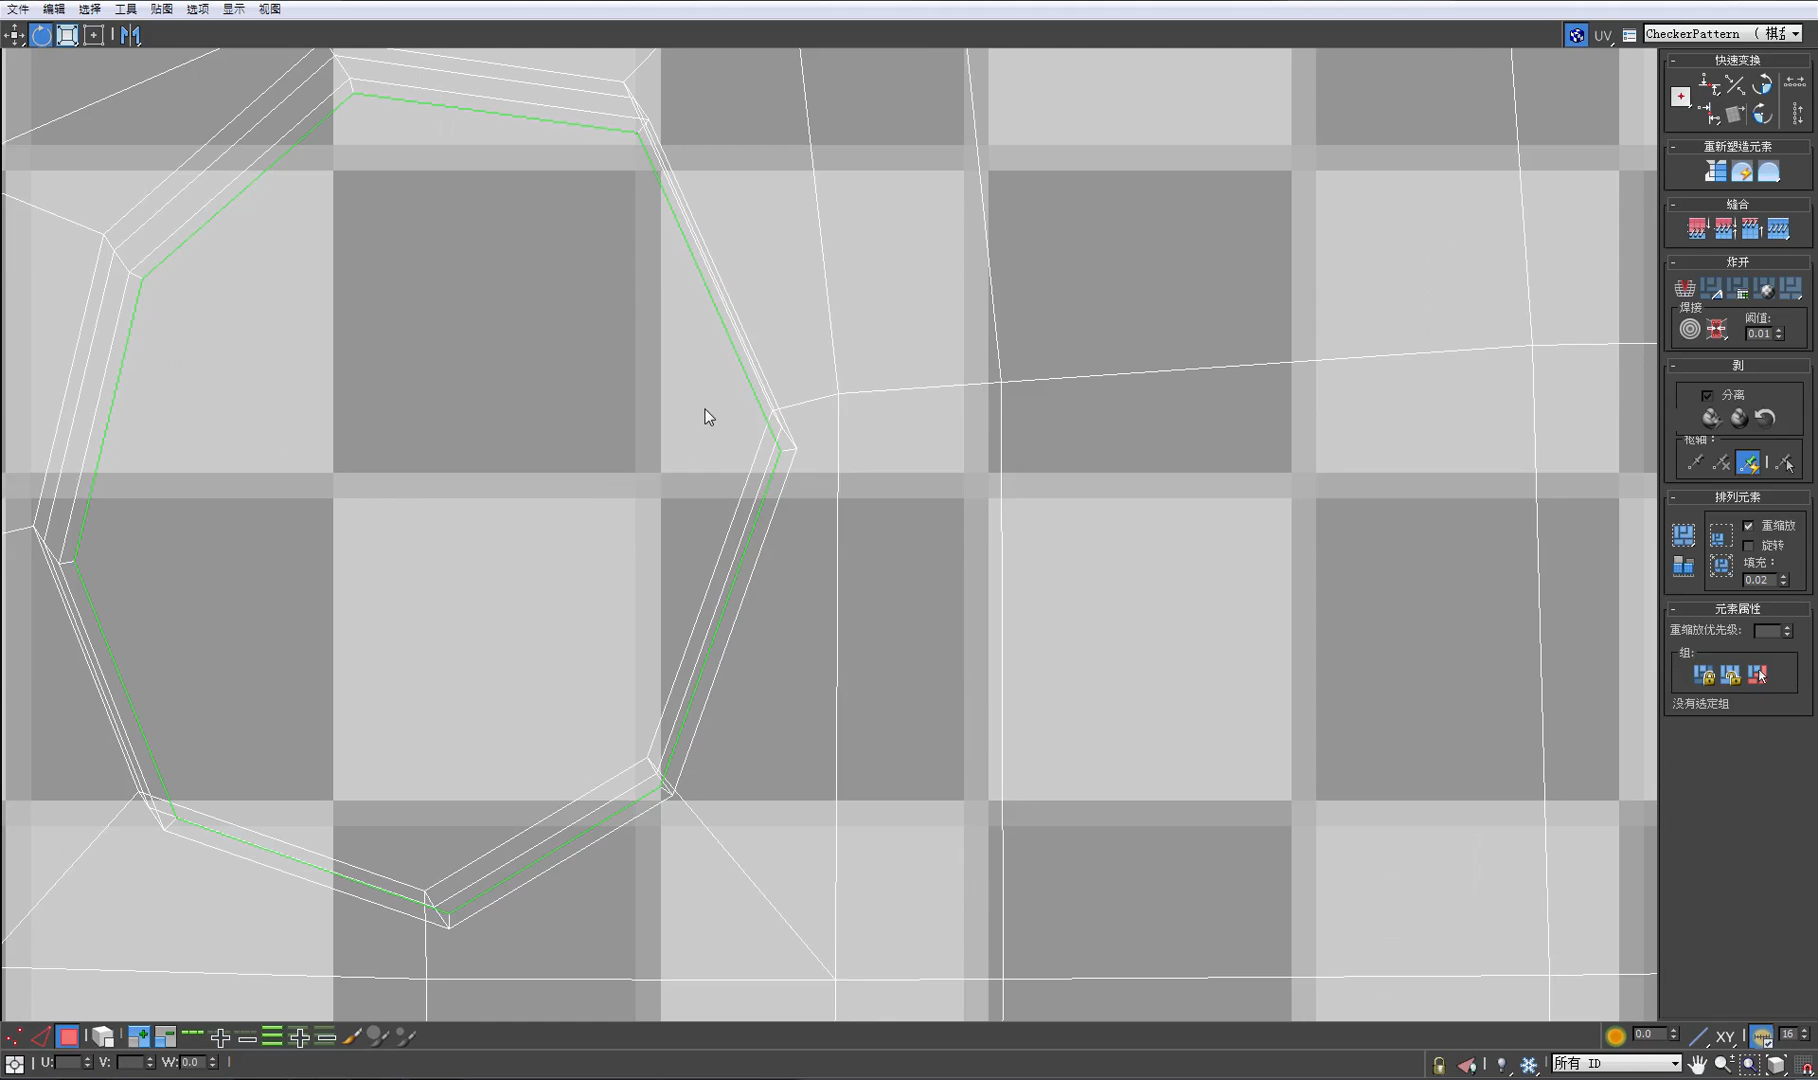 文件 编辑 选择 工具 贴图 选项 显示 视图
UV CheckerPattern （ 棋
快速变换
重新塑造元素
缝合
炸开
焊接
阈值:
0.01
剥
分离
枢轴：
排列元素
重缩放
旋转
填充：
0.02
元素属性
重缩放优先级:
组:
没有选定组
0.0 XY 16
U: V: W: 0.0 所有 ID